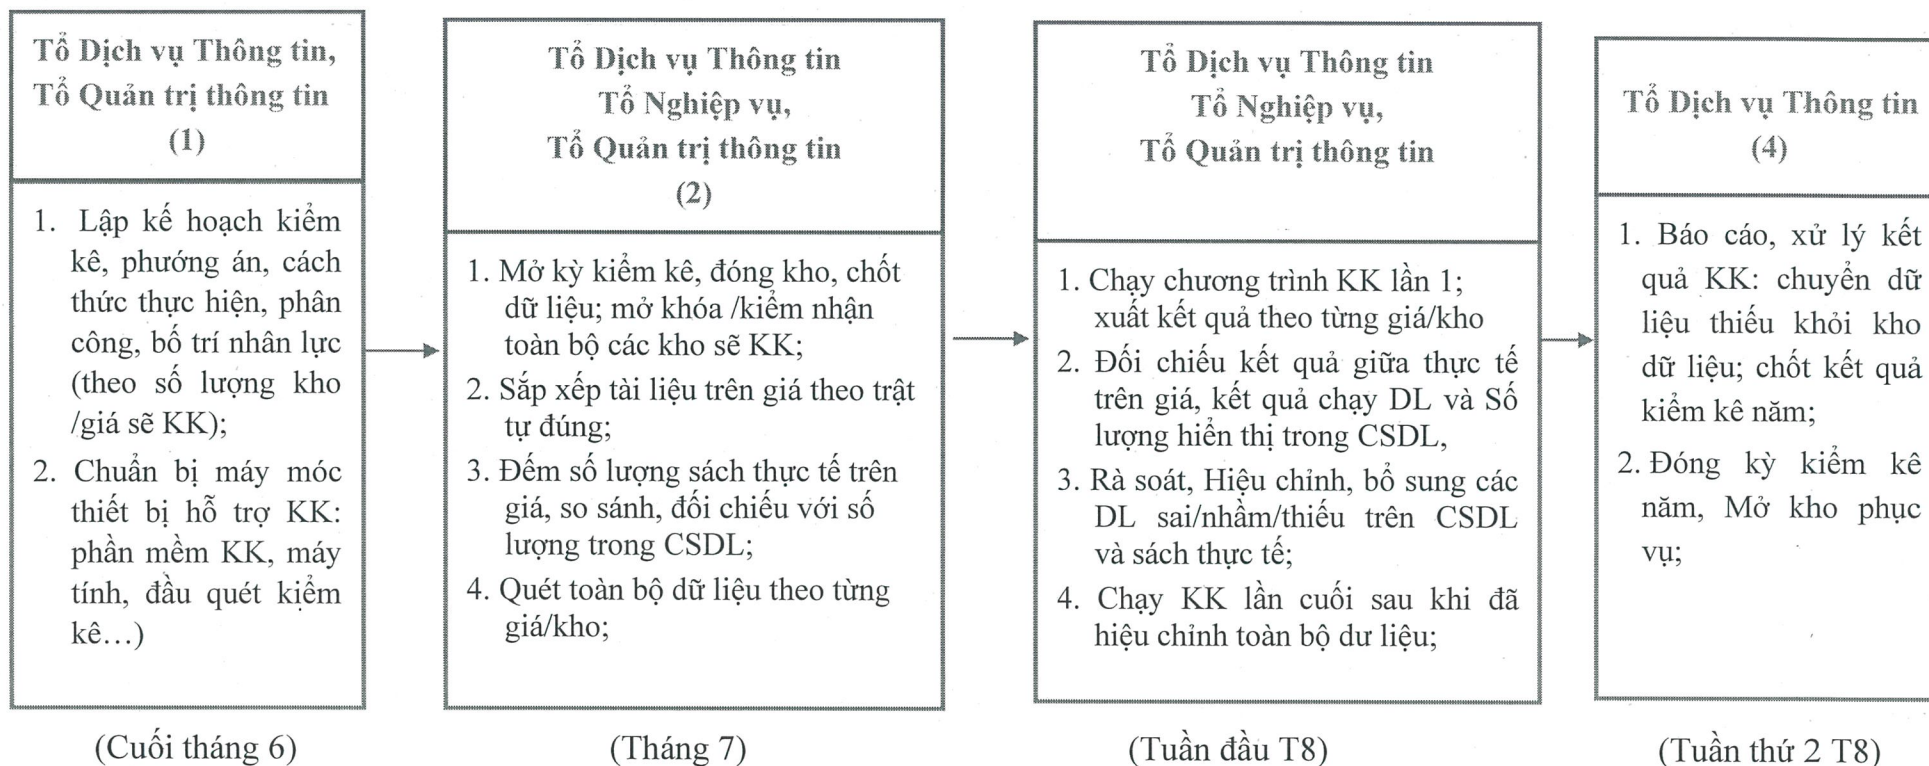 Tổ Dịch vụ Thông tin,
Tổ Quản trị thông tin
(1)
1. Lập kế hoạch kiểm
kê, phướng án, cách
thức thực hiện, phân
công, bố trí nhân lực
(theo số lượng kho
/giá sẽ KK);
2. Chuẩn bị máy móc
thiết bị hỗ trợ KK:
phần mềm KK, máy
tính, đầu quét kiểm
kê…)
(Cuối tháng 6)
Tổ Dịch vụ Thông tin
Tổ Nghiệp vụ,
Tổ Quản trị thông tin
(2)
1. Mở kỳ kiểm kê, đóng kho, chốt
dữ liệu; mở khóa /kiểm nhận
toàn bộ các kho sẽ KK;
2. Sắp xếp tài liệu trên giá theo trật
tự đúng;
3. Đếm số lượng sách thực tế trên
giá, so sánh, đối chiếu với số
lượng trong CSDL;
4. Quét toàn bộ dữ liệu theo từng
giá/kho;
(Tháng 7)
Tổ Dịch vụ Thông tin
Tổ Nghiệp vụ,
Tổ Quản trị thông tin
1. Chạy chương trình KK lần 1;
xuất kết quả theo từng giá/kho
2. Đối chiếu kết quả giữa thực tế
trên giá, kết quả chạy DL và Số
lượng hiển thị trong CSDL,
3. Rà soát, Hiệu chỉnh, bổ sung các
DL sai/nhầm/thiếu trên CSDL
và sách thực tế;
4. Chạy KK lần cuối sau khi đã
hiệu chỉnh toàn bộ dư liệu;
(Tuần đầu T8)
Tổ Dịch vụ Thông tin
(4)
1. Báo cáo, xử lý kết
quả KK: chuyển dữ
liệu thiếu khỏi kho
dữ liệu; chốt kết quả
kiểm kê năm;
2. Đóng kỳ kiểm kê
năm, Mở kho phục
vụ;
(Tuần thứ 2 T8)